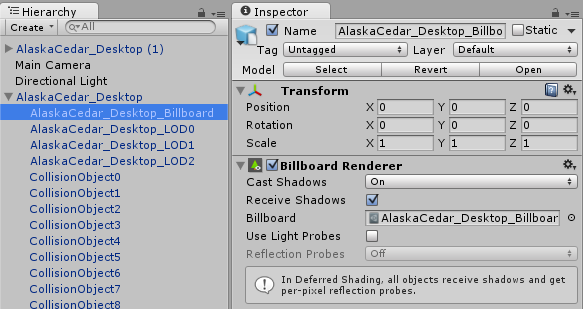 Hierarchy
Create
All
AlaskaCedar_Desktop (1)
Main Camera
Directional Light
AlaskaCedar_Desktop
AlaskaCedar_Desktop_Billboard
AlaskaCedar_Desktop_LOD0
AlaskaCedar_Desktop_LOD1
AlaskaCedar_Desktop_LOD2
CollisionObject0
CollisionObject1
CollisionObject2
CollisionObject3
CollisionObject4
CollisionObject5
CollisionObject6
CollisionObject7
CollisionObject8
Inspector
Name AlaskaCedar_Desktop_Billbo Static
Tag Untagged Layer Default
Model Select Revert Open
Transform
Position X 0 Y 0 Z 0
Rotation X 0 Y 0 Z 0
Scale X 1 Y 1 Z 1
Billboard Renderer
Cast Shadows On
Receive Shadows
Billboard AlaskaCedar_Desktop_Billboar
Use Light Probes
Reflection Probes Off
In Deferred Shading, all objects receive shadows and get
per-pixel reflection probes.